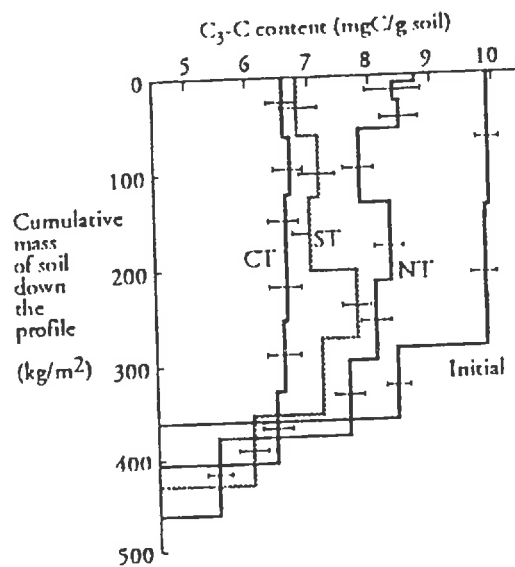 C₃-C content (mgC/g soil)
5 6 7 8 9 10
0
100
200
300
400
500
Cumulative
mass
of soil
down
the
profile
(kg/m²)
CT
ST
NT
Initial